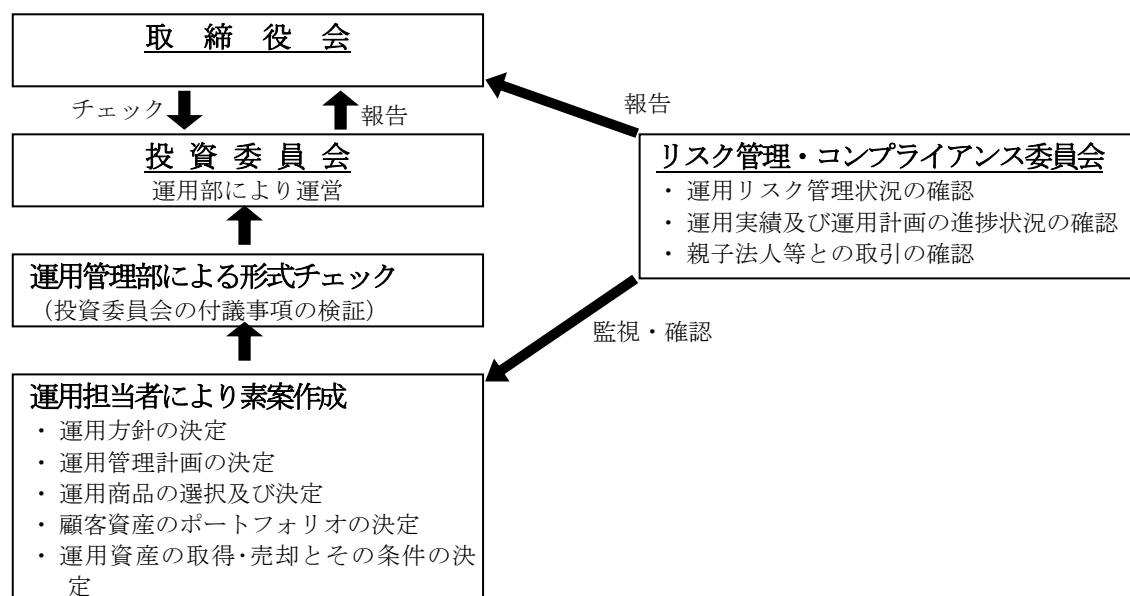 取 締 役 会
チェック
報告
投 資 委 員 会
運用部により運営
運用管理部による形式チェック
（投資委員会の付議事項の検証）
運用担当者により素案作成
・ 運用方針の決定
・ 運用管理計画の決定
・ 運用商品の選択及び決定
・ 顧客資産のポートフォリオの決定
・ 運用資産の取得･売却とその条件の決
定
報告
リスク管理・コンプライアンス委員会
・ 運用リスク管理状況の確認
・ 運用実績及び運用計画の進捗状況の確認
・ 親子法人等との取引の確認
監視・確認